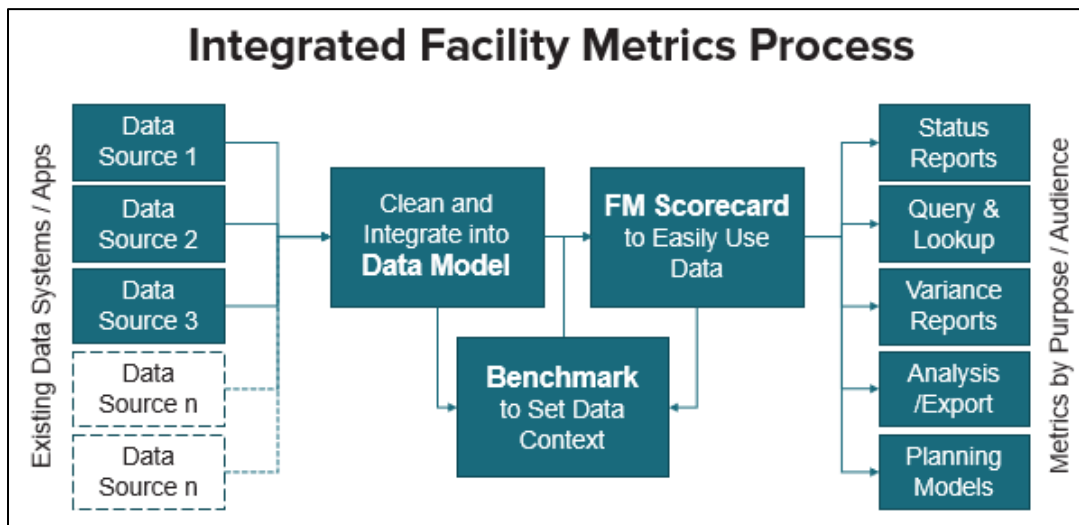 Integrated Facility Metrics Process
Existing Data Systems / Apps
Data
Source 1
Data
Source 2
Data
Source 3
Data
Source n
Data
Source n
Clean and
Integrate into
Data Model
Benchmark
to Set Data
Context
FM Scorecard
to Easily Use
Data
Status
Reports
Query &
Lookup
Variance
Reports
Analysis
/Export
Planning
Models
Metrics by Purpose / Audience